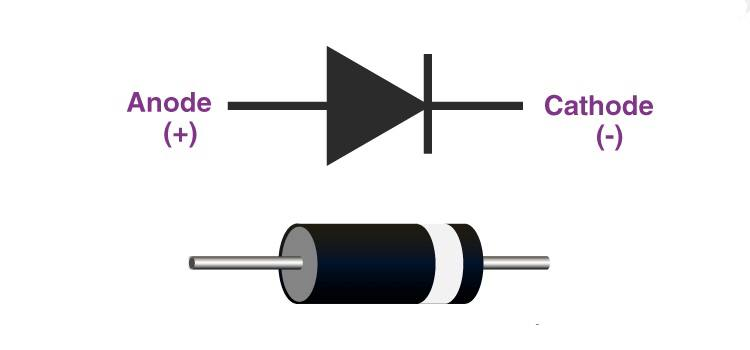 Anode
(+)
Cathode
(-)